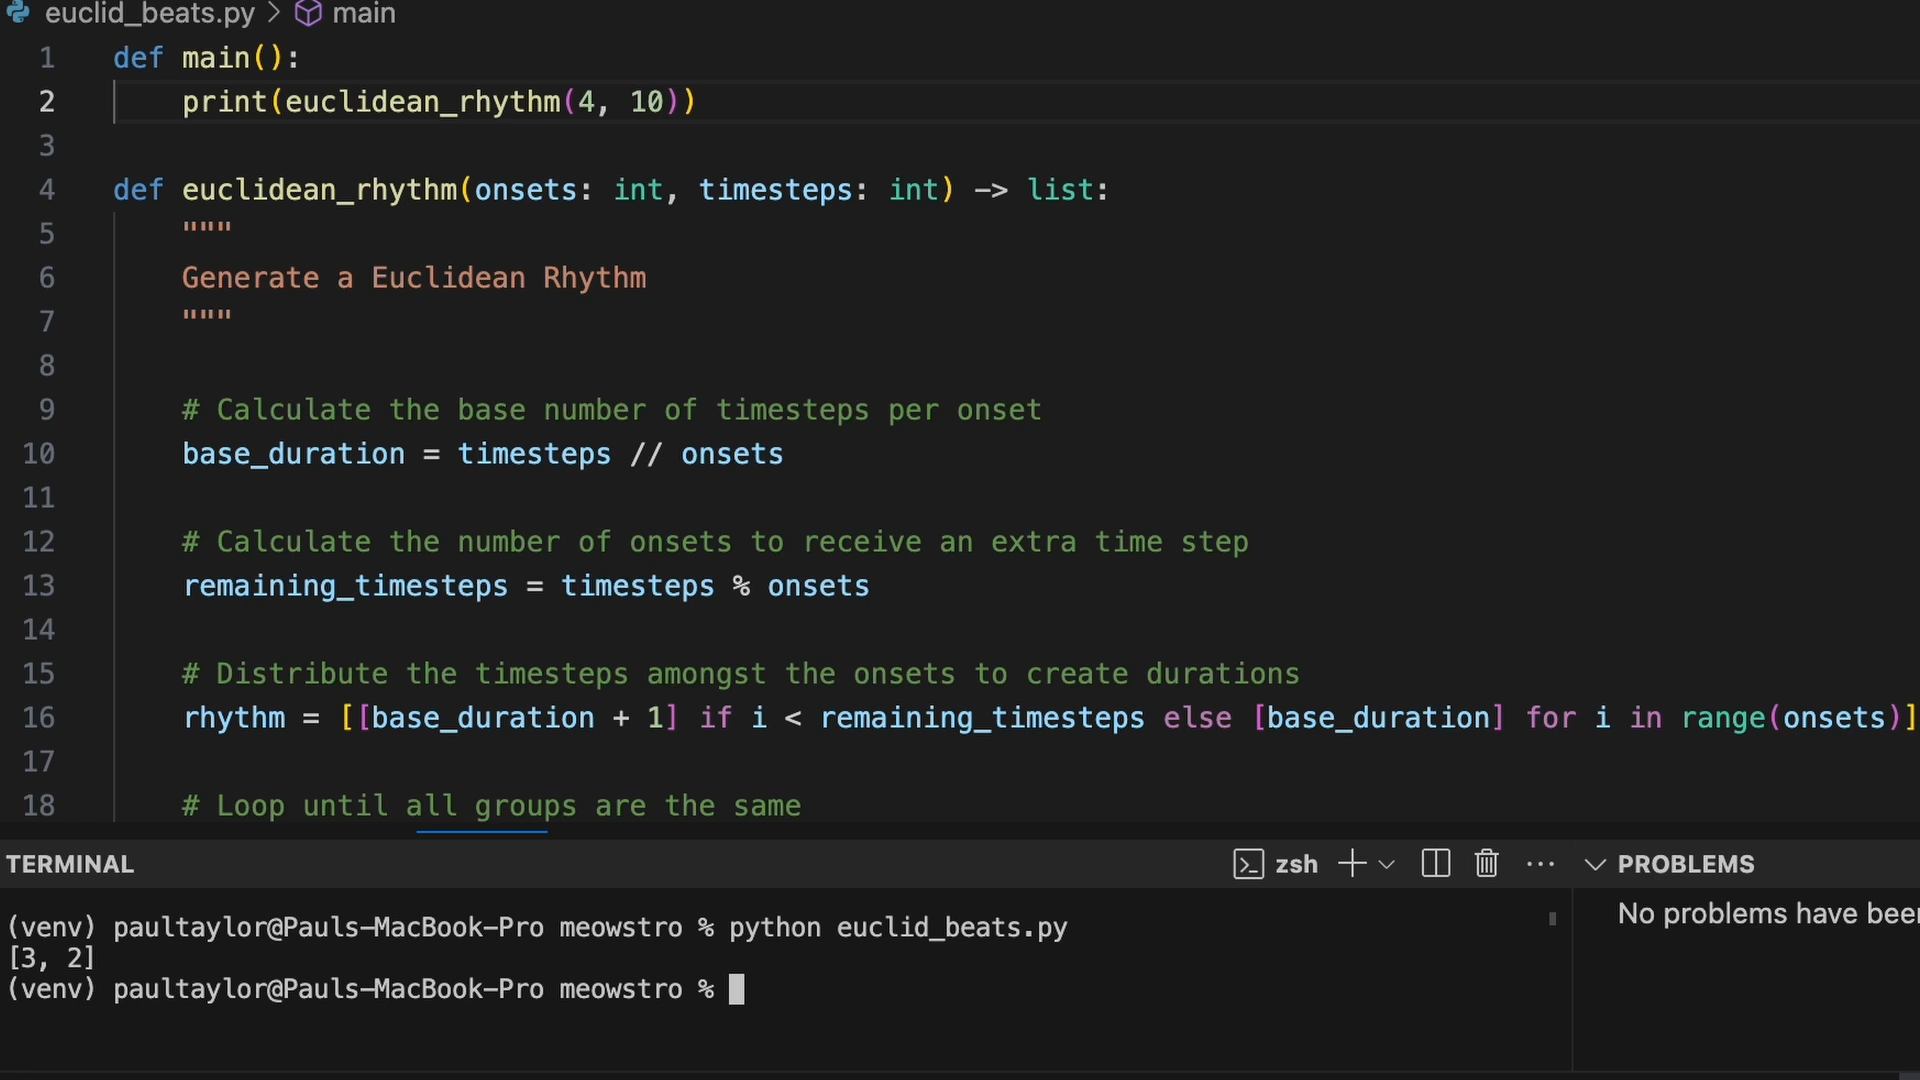 euclid_beats.py > main
1 def main():
2 print(euclidean_rhythm(4, 10))
3
4 def euclidean_rhythm(onsets: int, timesteps: int) -> list:
5 """
6 Generate a Euclidean Rhythm
7 """
8
9 # Calculate the base number of timesteps per onset
10 base_duration = timesteps // onsets
11
12 # Calculate the number of onsets to receive an extra time step
13 remaining_timesteps = timesteps % onsets
14
15 # Distribute the timesteps amongst the onsets to create durations
16 rhythm = [[base_duration + 1] if i < remaining_timesteps else [base_duration] for i in range(onsets)]
17
18 # Loop until all groups are the same
TERMINAL zsh PROBLEMS
(venv) paultaylor@Pauls-MacBook-Pro meowstro % python euclid_beats.py
[3, 2]
(venv) paultaylor@Pauls-MacBook-Pro meowstro %
No problems have been